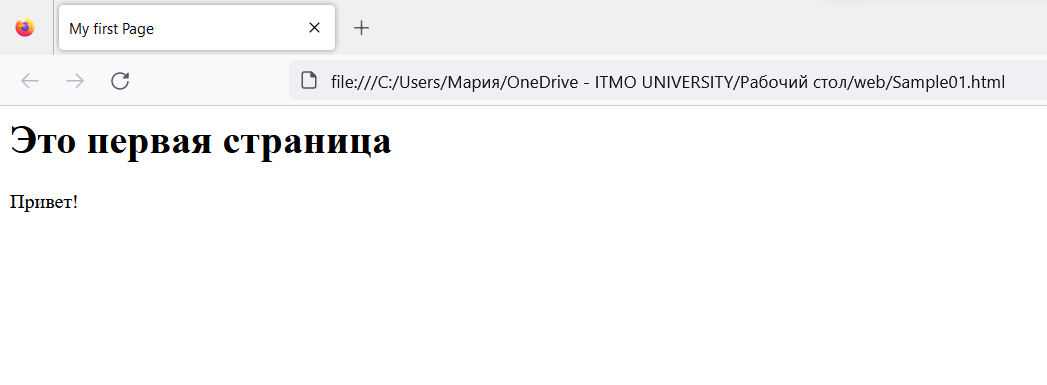 My first Page
file:///C:/Users/Мария/OneDrive - ITMO UNIVERSITY/Рабочий стол/web/Sample01.html
Это первая страница
Привет!